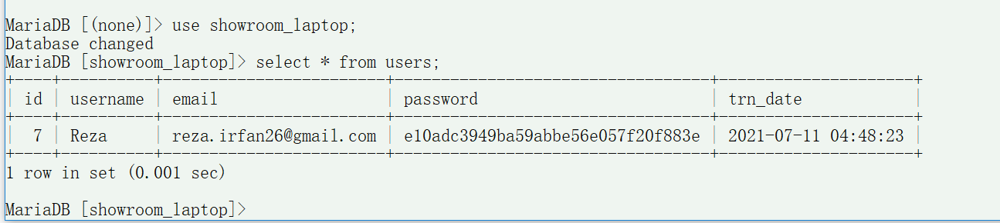 MariaDB [(none)]> use showroom_laptop;
Database changed
MariaDB [showroom_laptop]> select * from users;
+----+----------+-------------------------+----------------------------------+---------------------+
| id | username | email                   | password                         | trn_date            |
+----+----------+-------------------------+----------------------------------+---------------------+
|  7 | Reza     | reza.irfan26@gmail.com | e10adc3949ba59abbe56e057f20f883e | 2021-07-11 04:48:23 |
+----+----------+-------------------------+----------------------------------+---------------------+
1 row in set (0.001 sec)
MariaDB [showroom_laptop]>